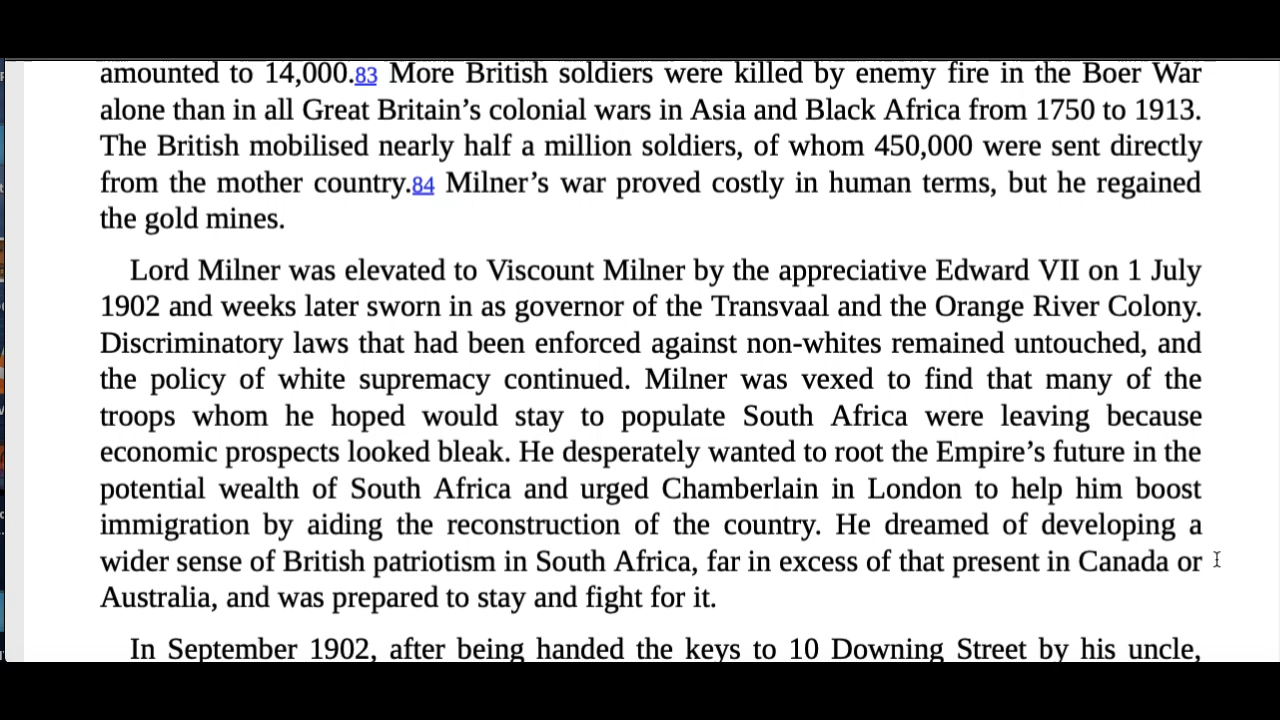 amounted to 14,000.83 More British soldiers were killed by enemy fire in the Boer War
alone than in all Great Britain’s colonial wars in Asia and Black Africa from 1750 to 1913.
The British mobilised nearly half a million soldiers, of whom 450,000 were sent directly
from the mother country.84 Milner’s war proved costly in human terms, but he regained
the gold mines.
Lord Milner was elevated to Viscount Milner by the appreciative Edward VII on 1 July
1902 and weeks later sworn in as governor of the Transvaal and the Orange River Colony.
Discriminatory laws that had been enforced against non-whites remained untouched, and
the policy of white supremacy continued. Milner was vexed to find that many of the
troops whom he hoped would stay to populate South Africa were leaving because
economic prospects looked bleak. He desperately wanted to root the Empire’s future in the
potential wealth of South Africa and urged Chamberlain in London to help him boost
immigration by aiding the reconstruction of the country. He dreamed of developing a
wider sense of British patriotism in South Africa, far in excess of that present in Canada or
Australia, and was prepared to stay and fight for it.
In September 1902, after being handed the keys to 10 Downing Street by his uncle,